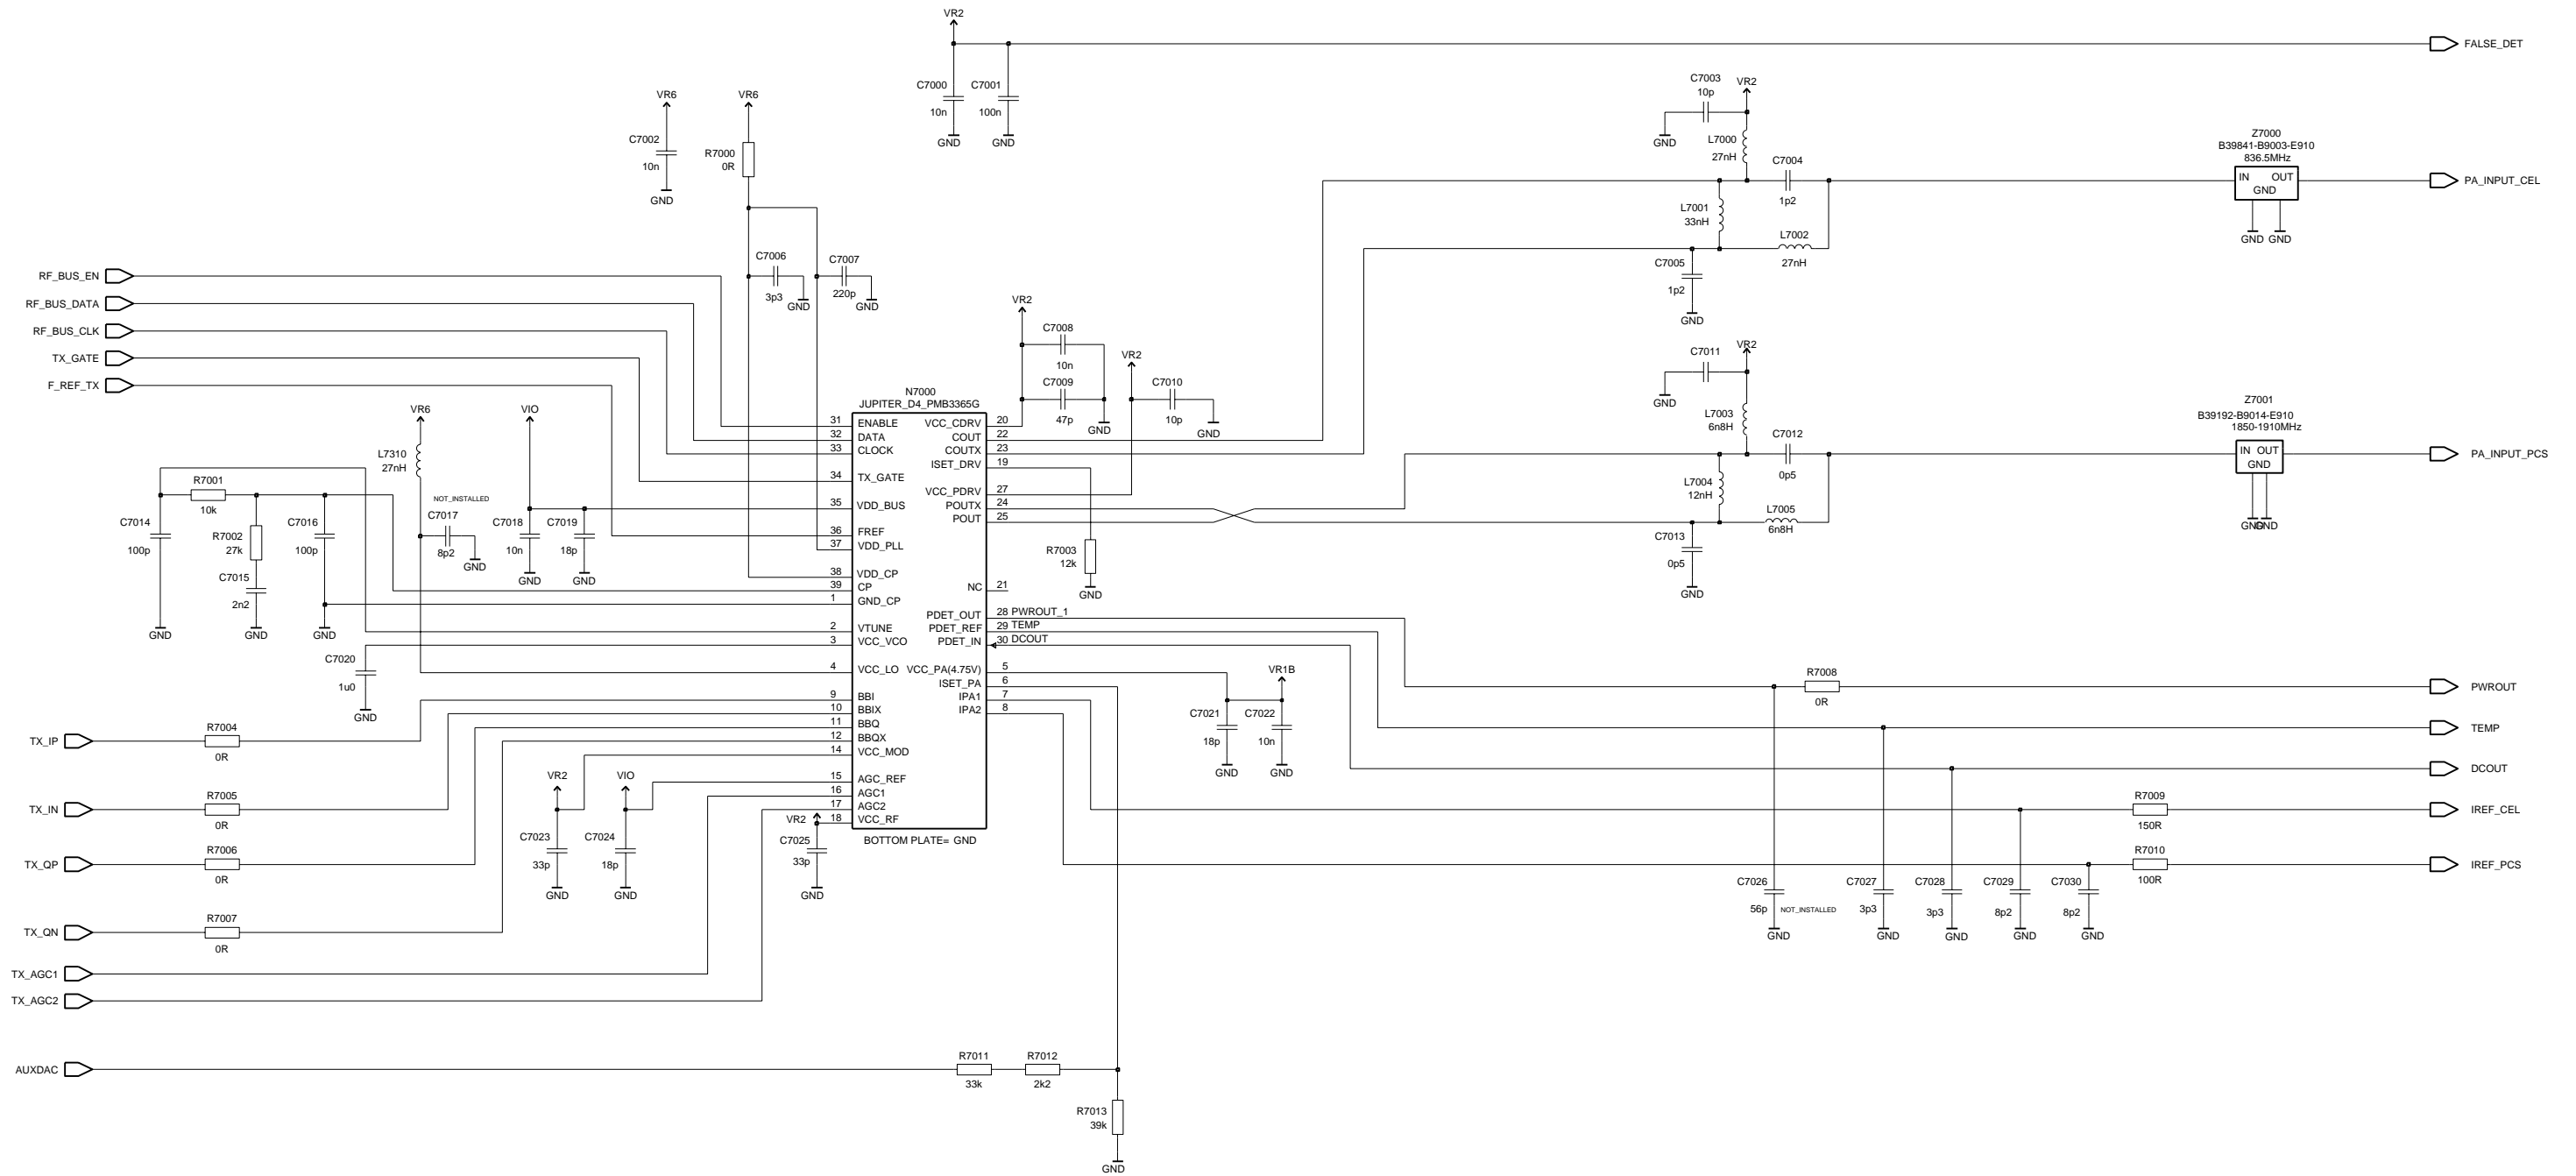 VR2
FALSE_DET
C7000
10n
GND
C7001
100n
GND
VR6
C7002
10n
GND
VR6
R7000
0R
C7006
3p3
GND
C7007
220p
GND
C7003
10p
GND
VR2
L7000
27nH
C7004
1p2
L7001
33nH
L7002
27nH
C7005
1p2
GND
Z7000
B39841-B9003-E910
836.5MHz
IN OUT
GND
GND GND
PA_INPUT_CEL
RF_BUS_EN
RF_BUS_DATA
RF_BUS_CLK
TX_GATE
F_REF_TX
VR2
C7008
10n
C7009
47p
GND
VR2
C7010
10p
GND
C7011
GND
VR2
L7003
6n8H
C7012
0p5
L7004
12nH
L7005
6n8H
C7013
0p5
GND
Z7001
B39192-B9014-E910
1850-1910MHz
IN OUT
GND
GND GND
PA_INPUT_PCS
VR6
L7310
27nH
NOT_INSTALLED
C7017
8p2
GND
VIO
C7018
10n
GND
C7019
18p
GND
R7001
10k
C7014
100p
GND
R7002
27k
C7015
2n2
GND
C7016
100p
GND
C7020
1u0
GND
N7000
JUPITER_D4_PMB3365G
31 ENABLE
32 DATA
33 CLOCK
34 TX_GATE
35 VDD_BUS
36 FREF
37 VDD_PLL
38 VDD_CP
39 CP
1 GND_CP
2 VTUNE
3 VCC_VCO
4 VCC_LO
9 BBI
10 BBIX
11 BBQ
12 BBQX
14 VCC_MOD
15 AGC_REF
16 AGC1
17 AGC2
18 VCC_RF
VCC_CDRV 20
COUT 22
COUTX 23
ISET_DRV 19
VCC_PDRV 27
POUTX 24
POUT 25
NC 21
PDET_OUT 28 PWROUT_1
PDET_REF 29 TEMP
PDET_IN 30 DCOUT
VCC_PA(4.75V) 5
ISET_PA 6
IPA1 7
IPA2 8
BOTTOM PLATE= GND
R7003
12k
GND
VR1B
C7021
18p
GND
C7022
10n
GND
R7008
0R
PWROUT
TEMP
DCOUT
R7009
150R
IREF_CEL
R7010
100R
IREF_PCS
C7026
56p
NOT_INSTALLED
GND
C7027
3p3
GND
C7028
3p3
GND
C7029
8p2
GND
C7030
8p2
GND
TX_IP
R7004
0R
TX_IN
R7005
0R
TX_QP
R7006
0R
TX_QN
R7007
0R
TX_AGC1
TX_AGC2
VR2
C7023
33p
GND
VIO
C7024
18p
GND
VR2
C7025
33p
GND
AUXDAC
R7011
33k
R7012
2k2
R7013
39k
GND